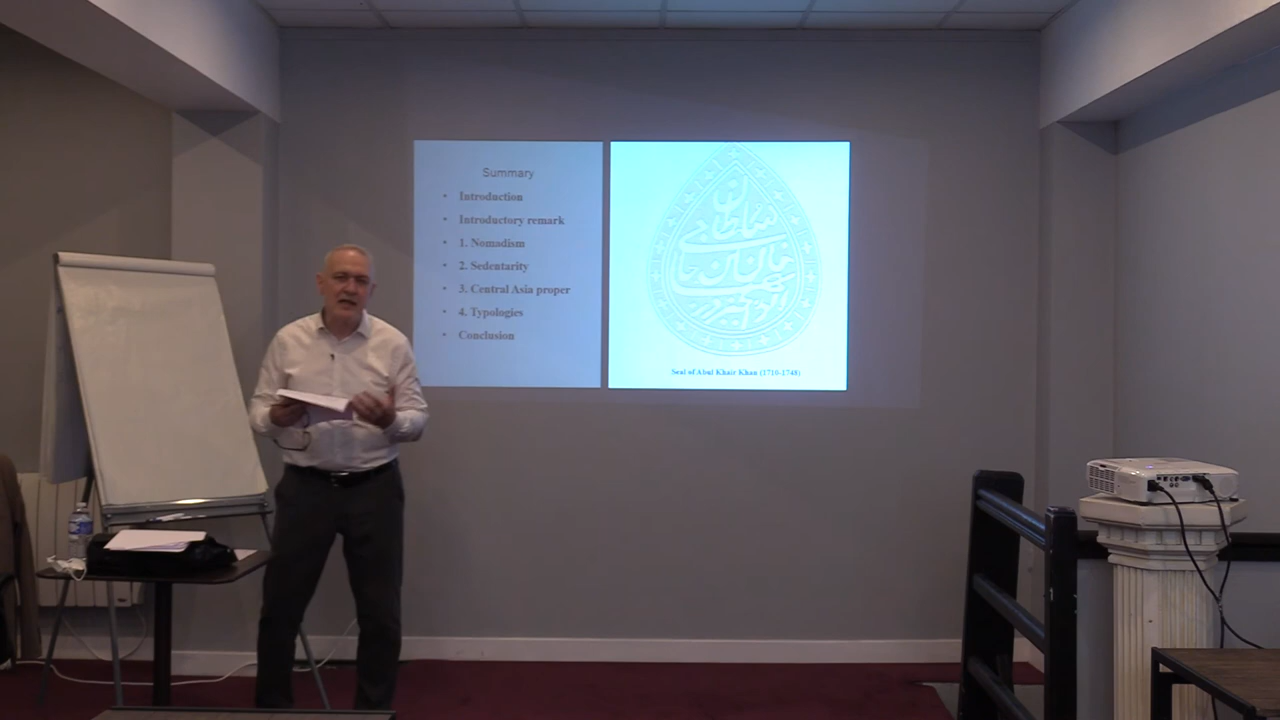 Summary
• Introduction
• Introductory remark
• 1. Nomadism
• 2. Sedentarity
• 3. Central Asia proper
• 4. Typologies
• Conclusion
Seal of Abul Khair Khan (1710-1748)